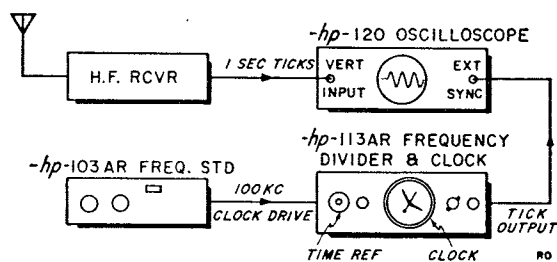 -hp-120 OSCILLOSCOPE
H.F. RCVR
1 SEC TICKS
VERT
INPUT
EXT
SYNC
-hp-113AR FREQUENCY
DIVIDER & CLOCK
-hp-103AR FREQ. STD
100KC
CLOCK DRIVE
TICK
OUTPUT
TIME REF
CLOCK
RO